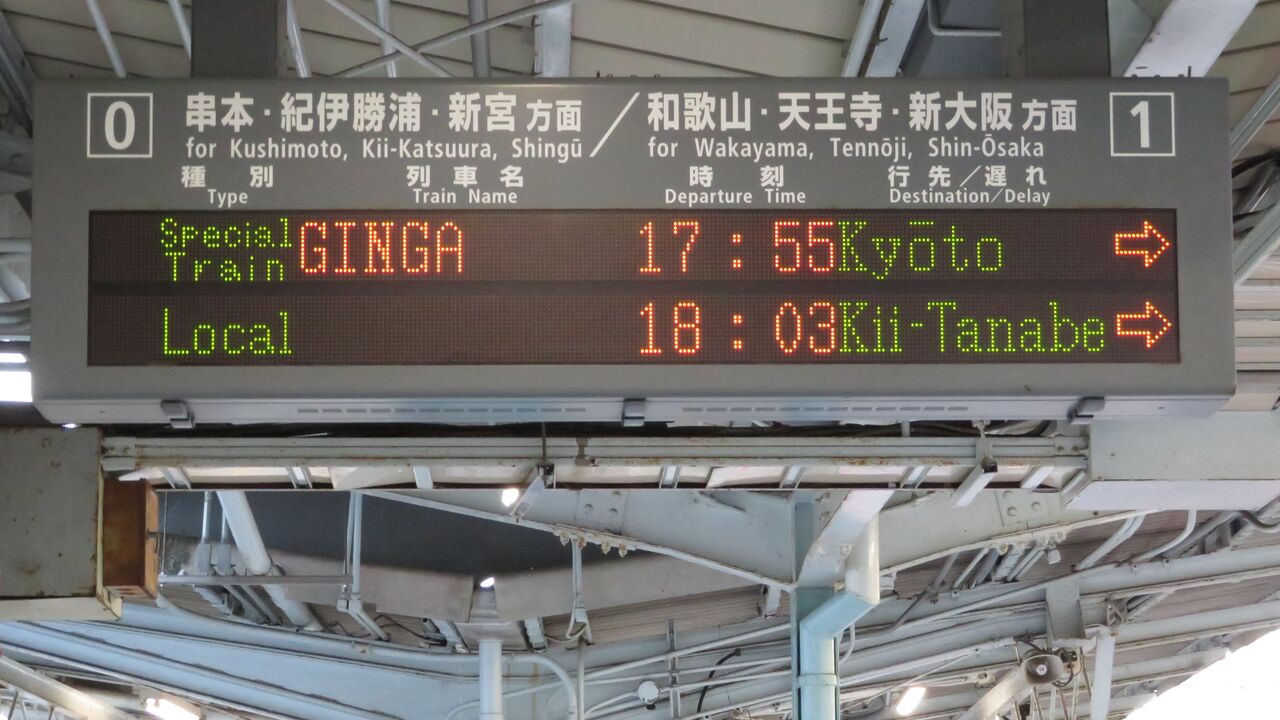 0 串本・紀伊勝浦・新宮方面／和歌山・天王寺・新大阪方面 1
for Kushimoto, Kii-Katsuura, Shingū for Wakayama, Tennōji, Shin-Ōsaka
種別 列車名 時刻 行先／遅れ
Type Train Name Departure Time Destination/Delay
Special Train GINGA 17:55 Kyōto ⇨
Local 18:03 Kii-Tanabe ⇨